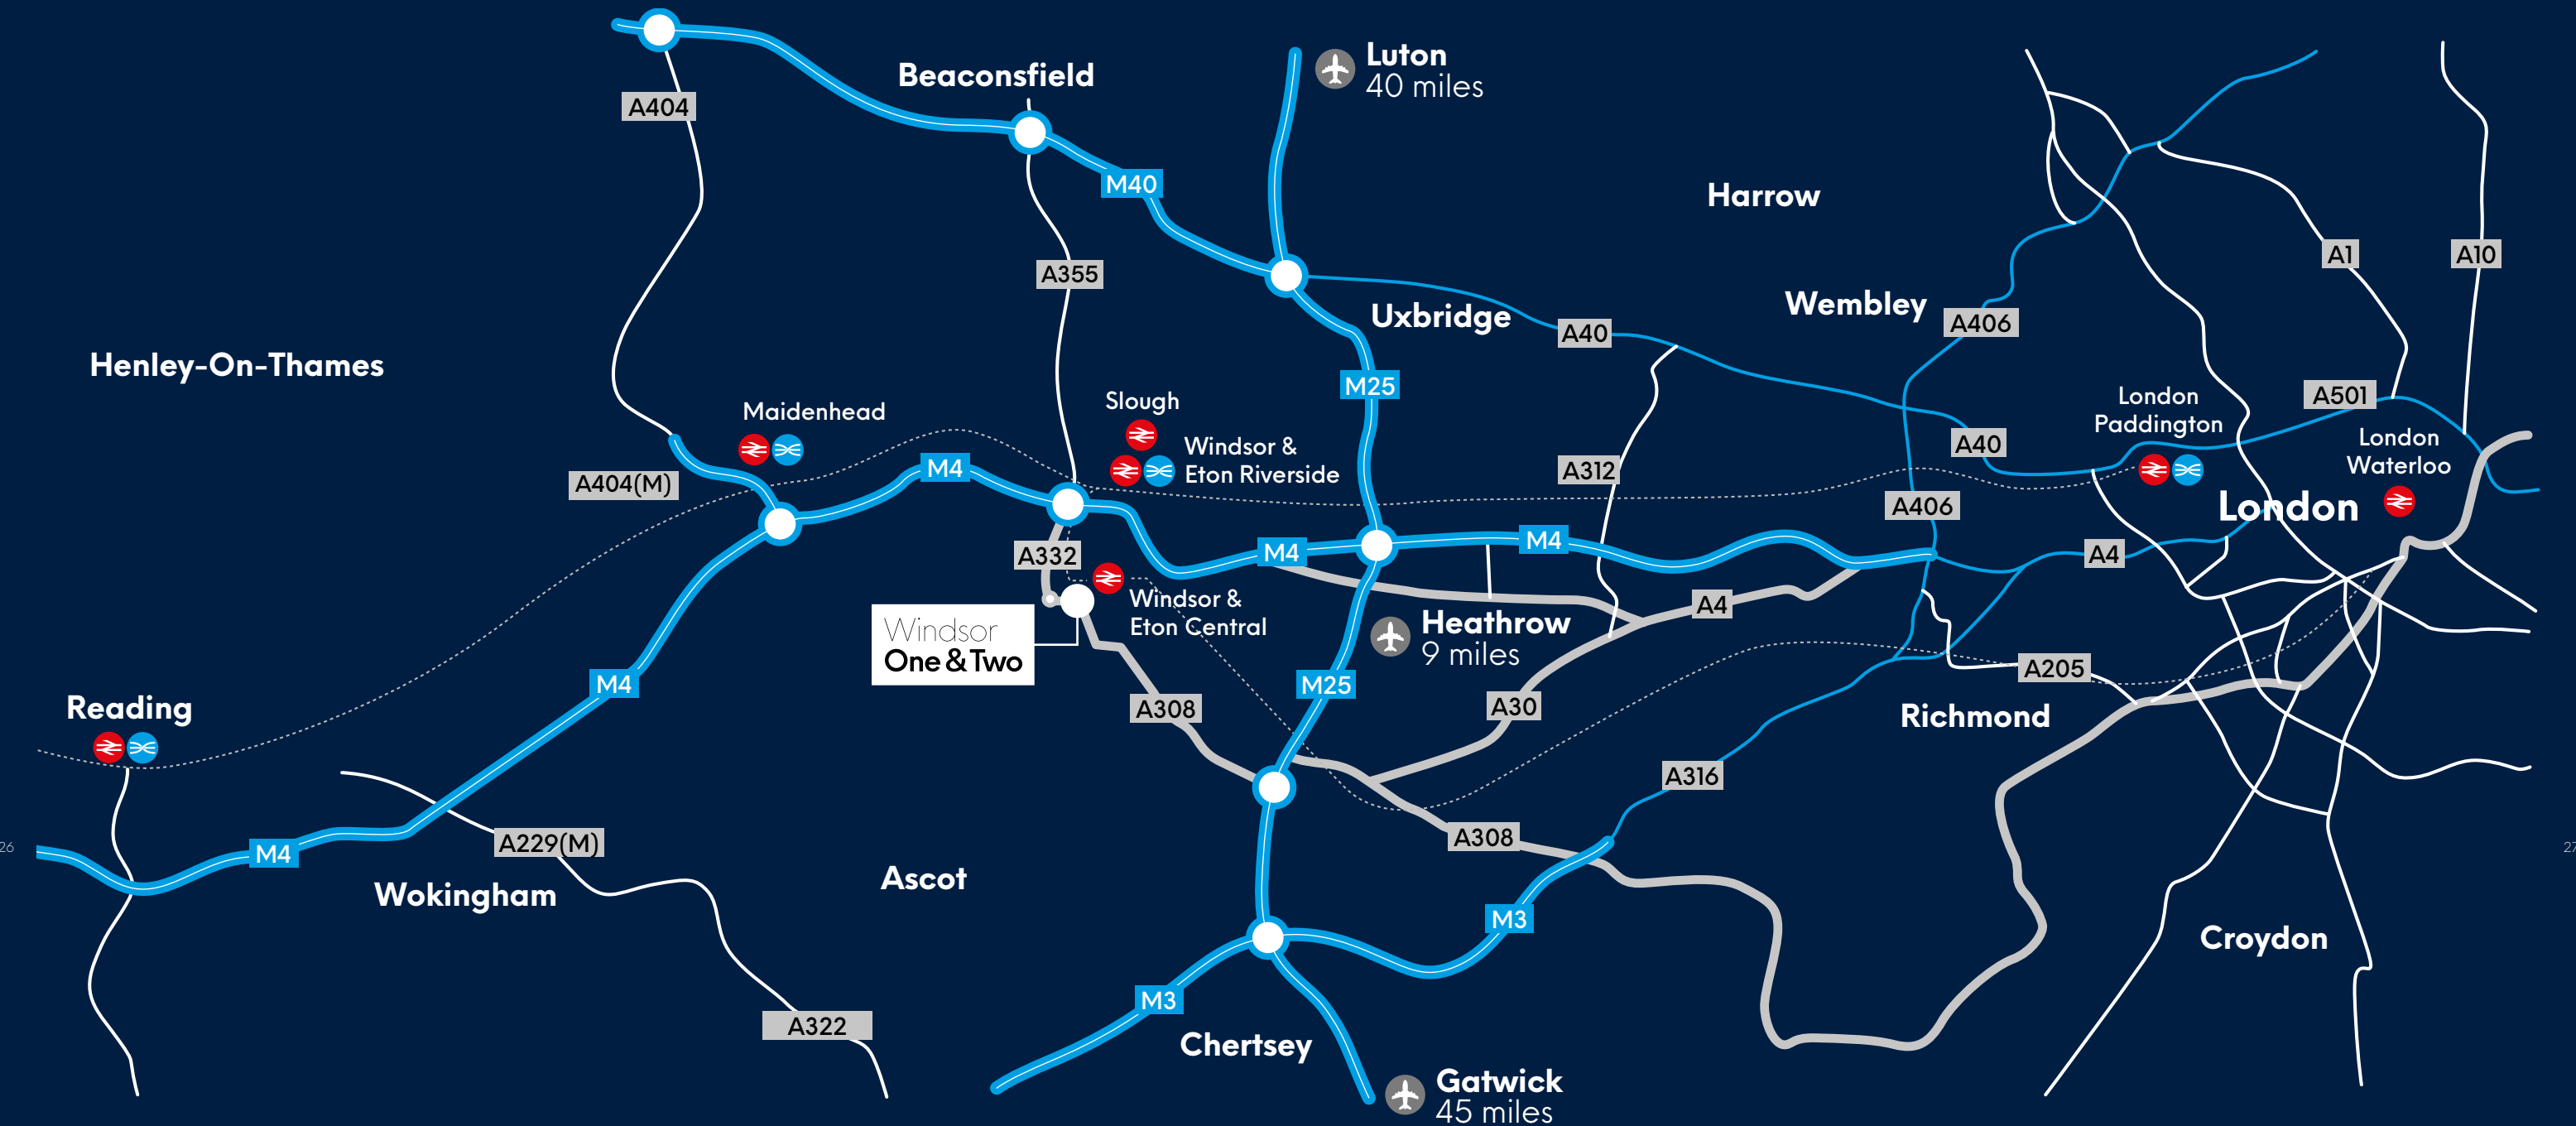 Luton
40 miles
Beaconsfield
A404
M40
Harrow
A1
A10
A355
Uxbridge
Wembley
A40
A406
Henley-On-Thames
M25
Maidenhead
Slough
London
Paddington
A501
A404(M)
M4
Windsor &
Eton Riverside
A312
A40
London
Waterloo
A406
London
A332
M4
M4
A4
Windsor &
Eton Central
Windsor
One & Two
Heathrow
9 miles
A4
M4
M25
A205
Reading
A308
A30
Richmond
A316
26
M4
A229(M)
A308
27
Wokingham
Ascot
M3
Croydon
M3
A322
Chertsey
Gatwick
45 miles